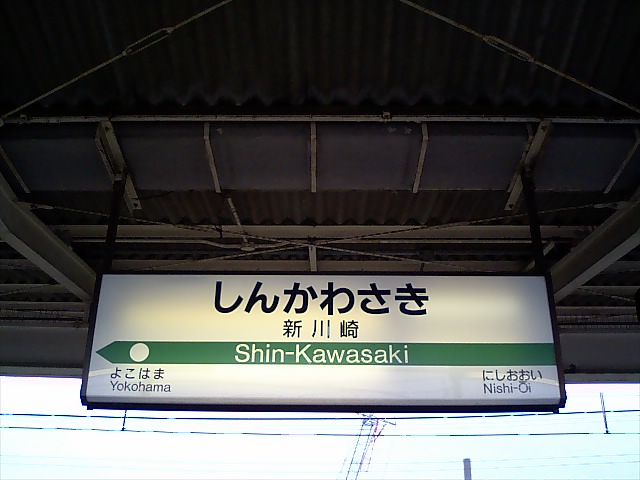 しんかわさき
新川崎
Shin-Kawasaki
よこはま
Yokohama
にしおおい
Nishi-Oi